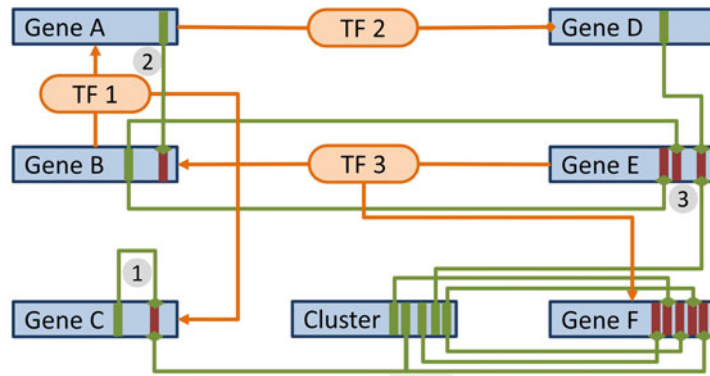 Gene A
TF 2
Gene D
2
TF 1
Gene B
TF 3
Gene E
3
1
Gene C
Cluster
Gene F